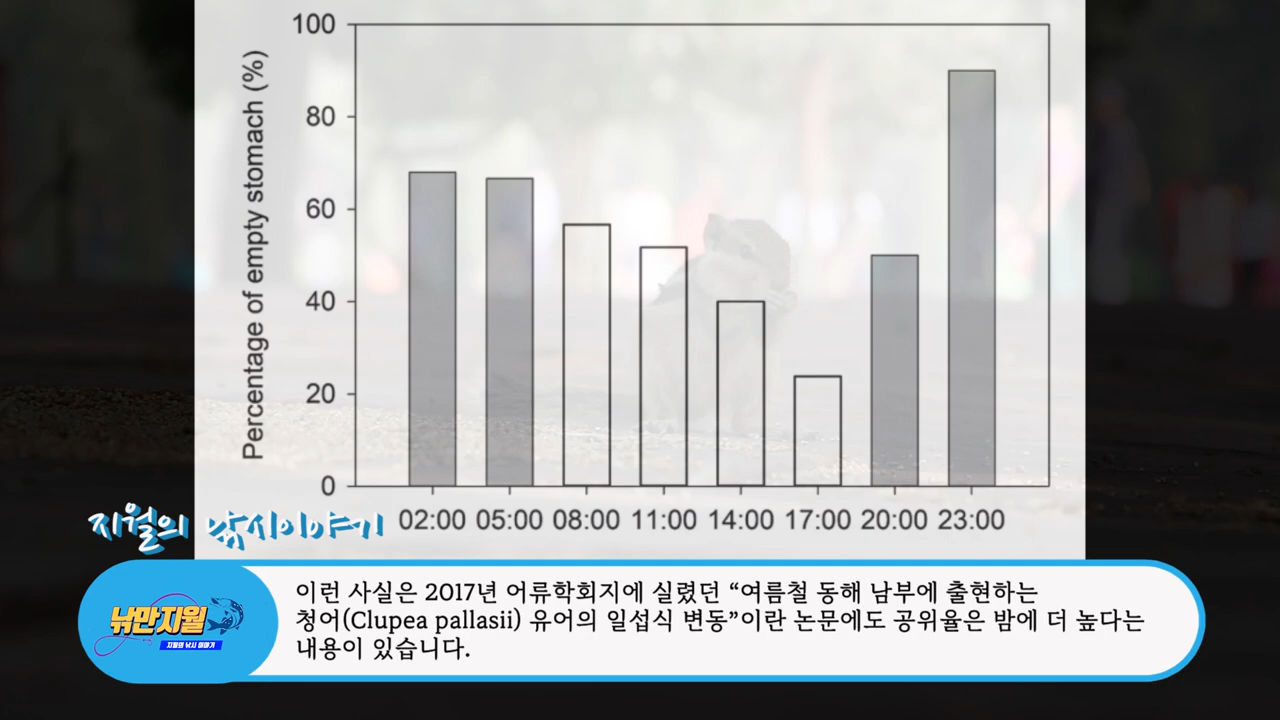 Percentage of empty stomach (%)
100
80
60
40
20
0
02:00 05:00 08:00 11:00 14:00 17:00 20:00 23:00
지월의 낚시이야기
낚만지월
지월의 낚시 이야기
이런 사실은 2017년 어류학회지에 실렸던 “여름철 동해 남부에 출현하는
청어(Clupea pallasii) 유어의 일섭식 변동”이란 논문에도 공위율은 밤에 더 높다는
내용이 있습니다.